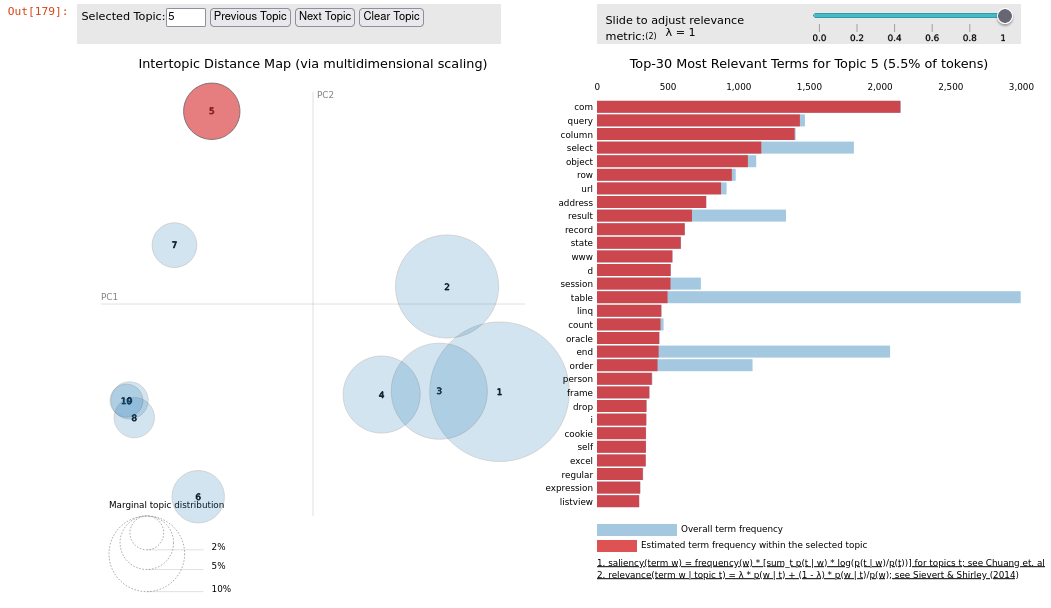 Out[179]:
Selected Topic: 5 Previous Topic Next Topic Clear Topic
Slide to adjust relevance
metric:(2) λ = 1
0.0 0.2 0.4 0.6 0.8 1
Intertopic Distance Map (via multidimensional scaling)
PC2
PC1
5
7
2
4
3
1
10
8
6
Marginal topic distribution
2%
5%
10%
Top-30 Most Relevant Terms for Topic 5 (5.5% of tokens)
0 500 1,000 1,500 2,000 2,500 3,000
com
query
column
select
object
row
url
address
result
record
state
www
d
session
table
linq
count
oracle
end
order
person
frame
drop
i
cookie
self
excel
regular
expression
listview
Overall term frequency
Estimated term frequency within the selected topic
1. saliency(term w) = frequency(w) * [sum_t p(t | w) * log(p(t | w)/p(t))] for topics t; see Chuang et. al
2. relevance(term w | topic t) = λ * p(w | t) + (1 - λ) * p(w | t)/p(w); see Sievert & Shirley (2014)